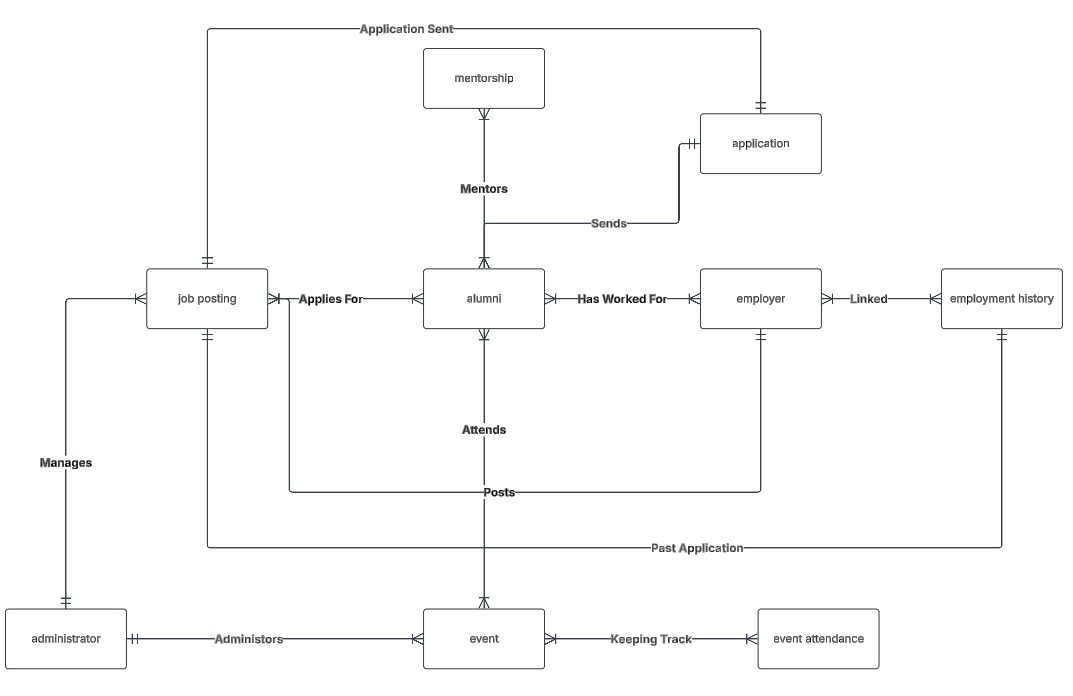 Application Sent
mentorship
application
Mentors
Sends
job posting
Applies For
alumni
Has Worked For
employer
Linked
employment history
Attends
Manages
Posts
Past Application
administrator
Administors
event
Keeping Track
event attendance